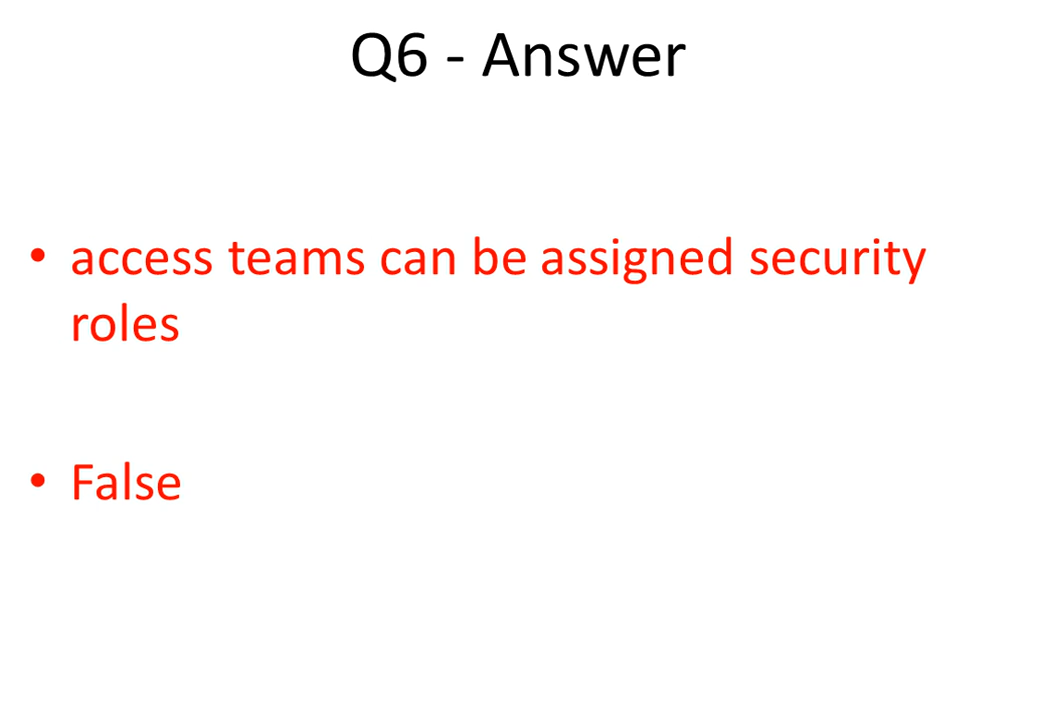 Q6 - Answer
• access teams can be assigned security
roles
• False